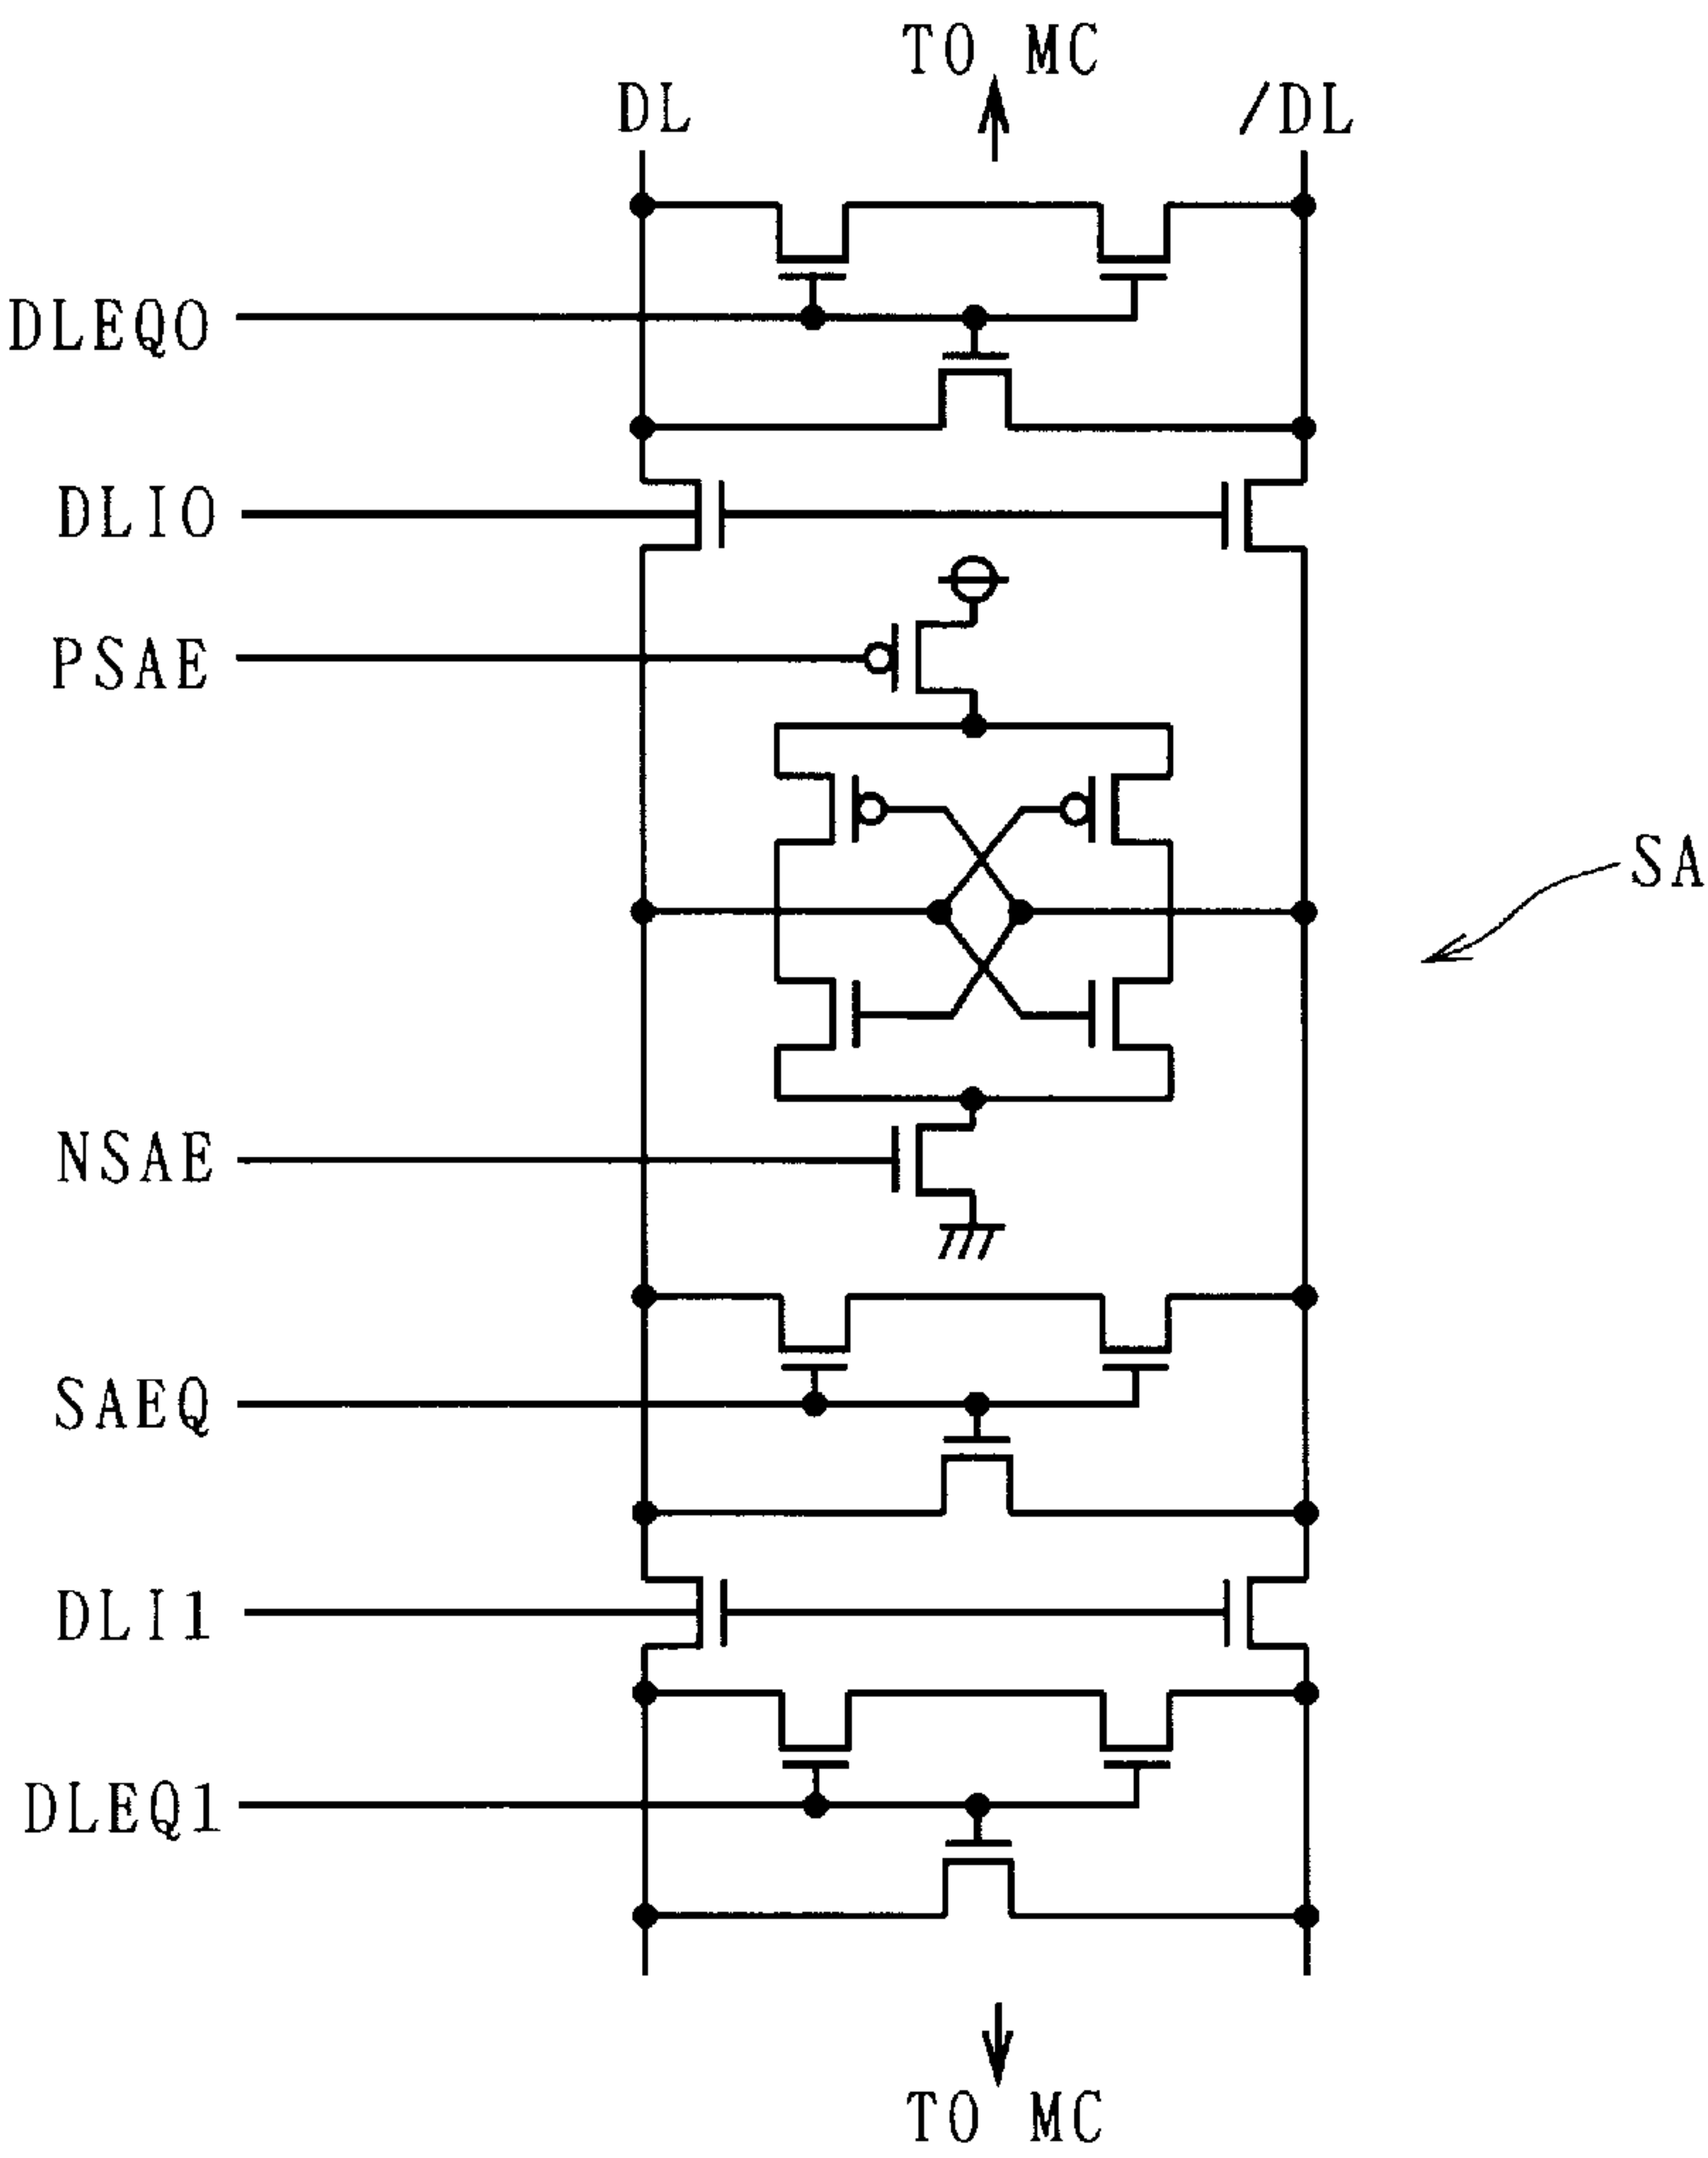 TO MC
DL
/DL
DLEQ0
DLI0
PSAE
SA
NSAE
SAEQ
DLI1
DLEQ1
TO MC